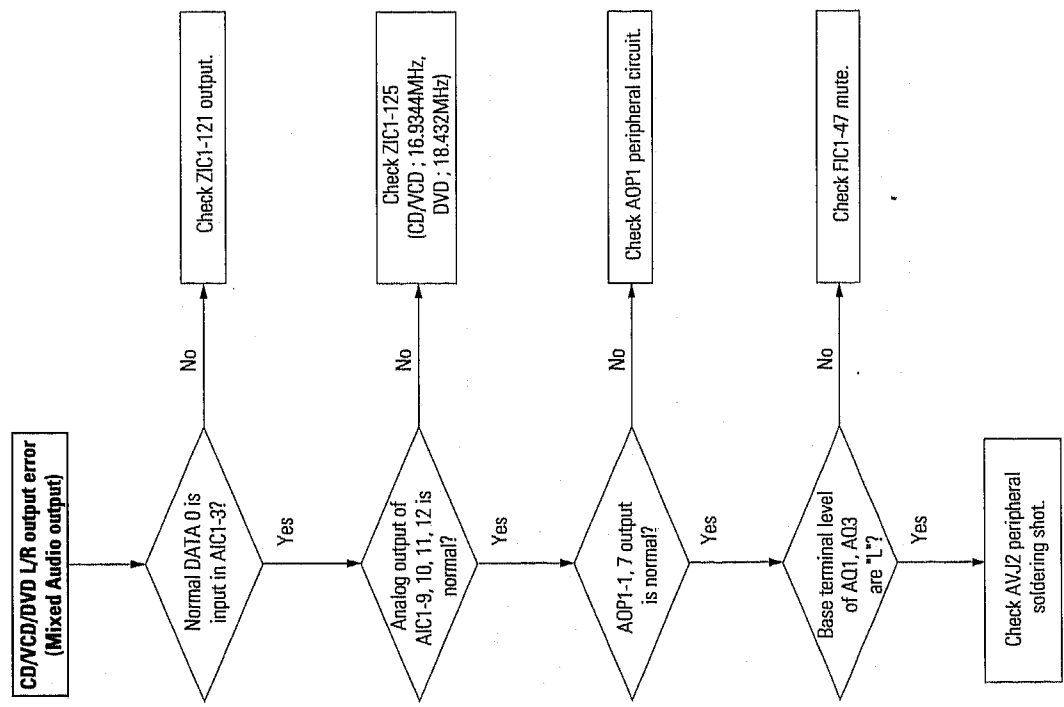 CD/VCD/DVD L/R output error
(Mixed Audio output)
Normal DATA 0 is
input in AIC1-3?
No
Check ZIC1-121 output.
Yes
Analog output of
AIC1-9, 10, 11, 12 is
normal?
No
Check ZIC1-125
(CD/VCD ; 16.9344MHz,
DVD ; 18.432MHz)
Yes
AOP1-1, 7 output
is normal?
No
Check AOP1 peripheral circuit.
Yes
Base terminal level
of AQ1, AQ3
are "L"?
No
Check FIC1-47 mute.
Yes
Check AVJ2 peripheral
soldering shot.